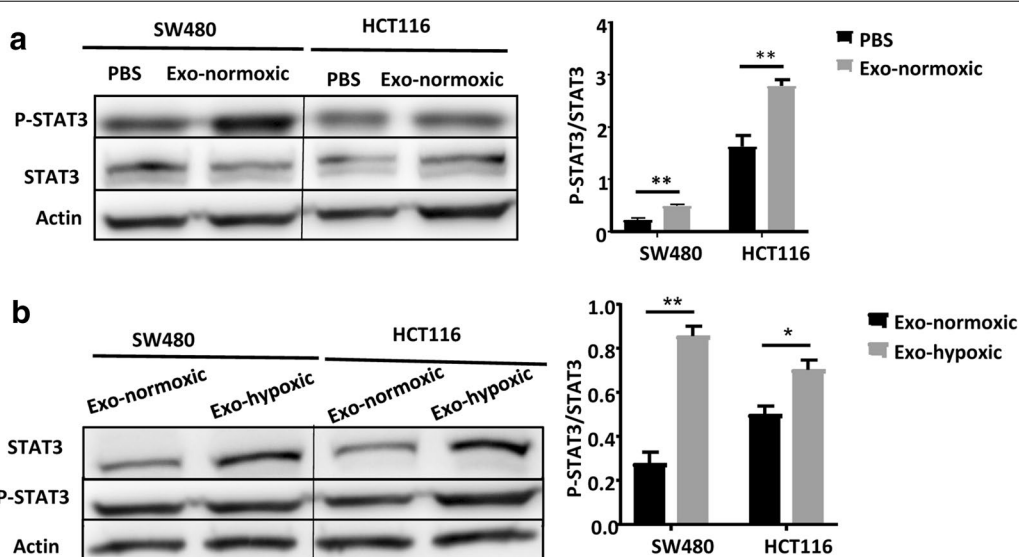 a
SW480
HCT116
PBS
Exo-normoxic
PBS
Exo-normoxic
P-STAT3
STAT3
Actin
P-STAT3/STAT3
4
3
2
1
0
**
**
SW480
HCT116
PBS
Exo-normoxic
b
SW480
HCT116
Exo-normoxic
Exo-hypoxic
Exo-normoxic
Exo-hypoxic
STAT3
P-STAT3
Actin
P-STAT3/STAT3
1.0
0.8
0.6
0.4
0.2
0.0
**
*
SW480
HCT116
Exo-normoxic
Exo-hypoxic